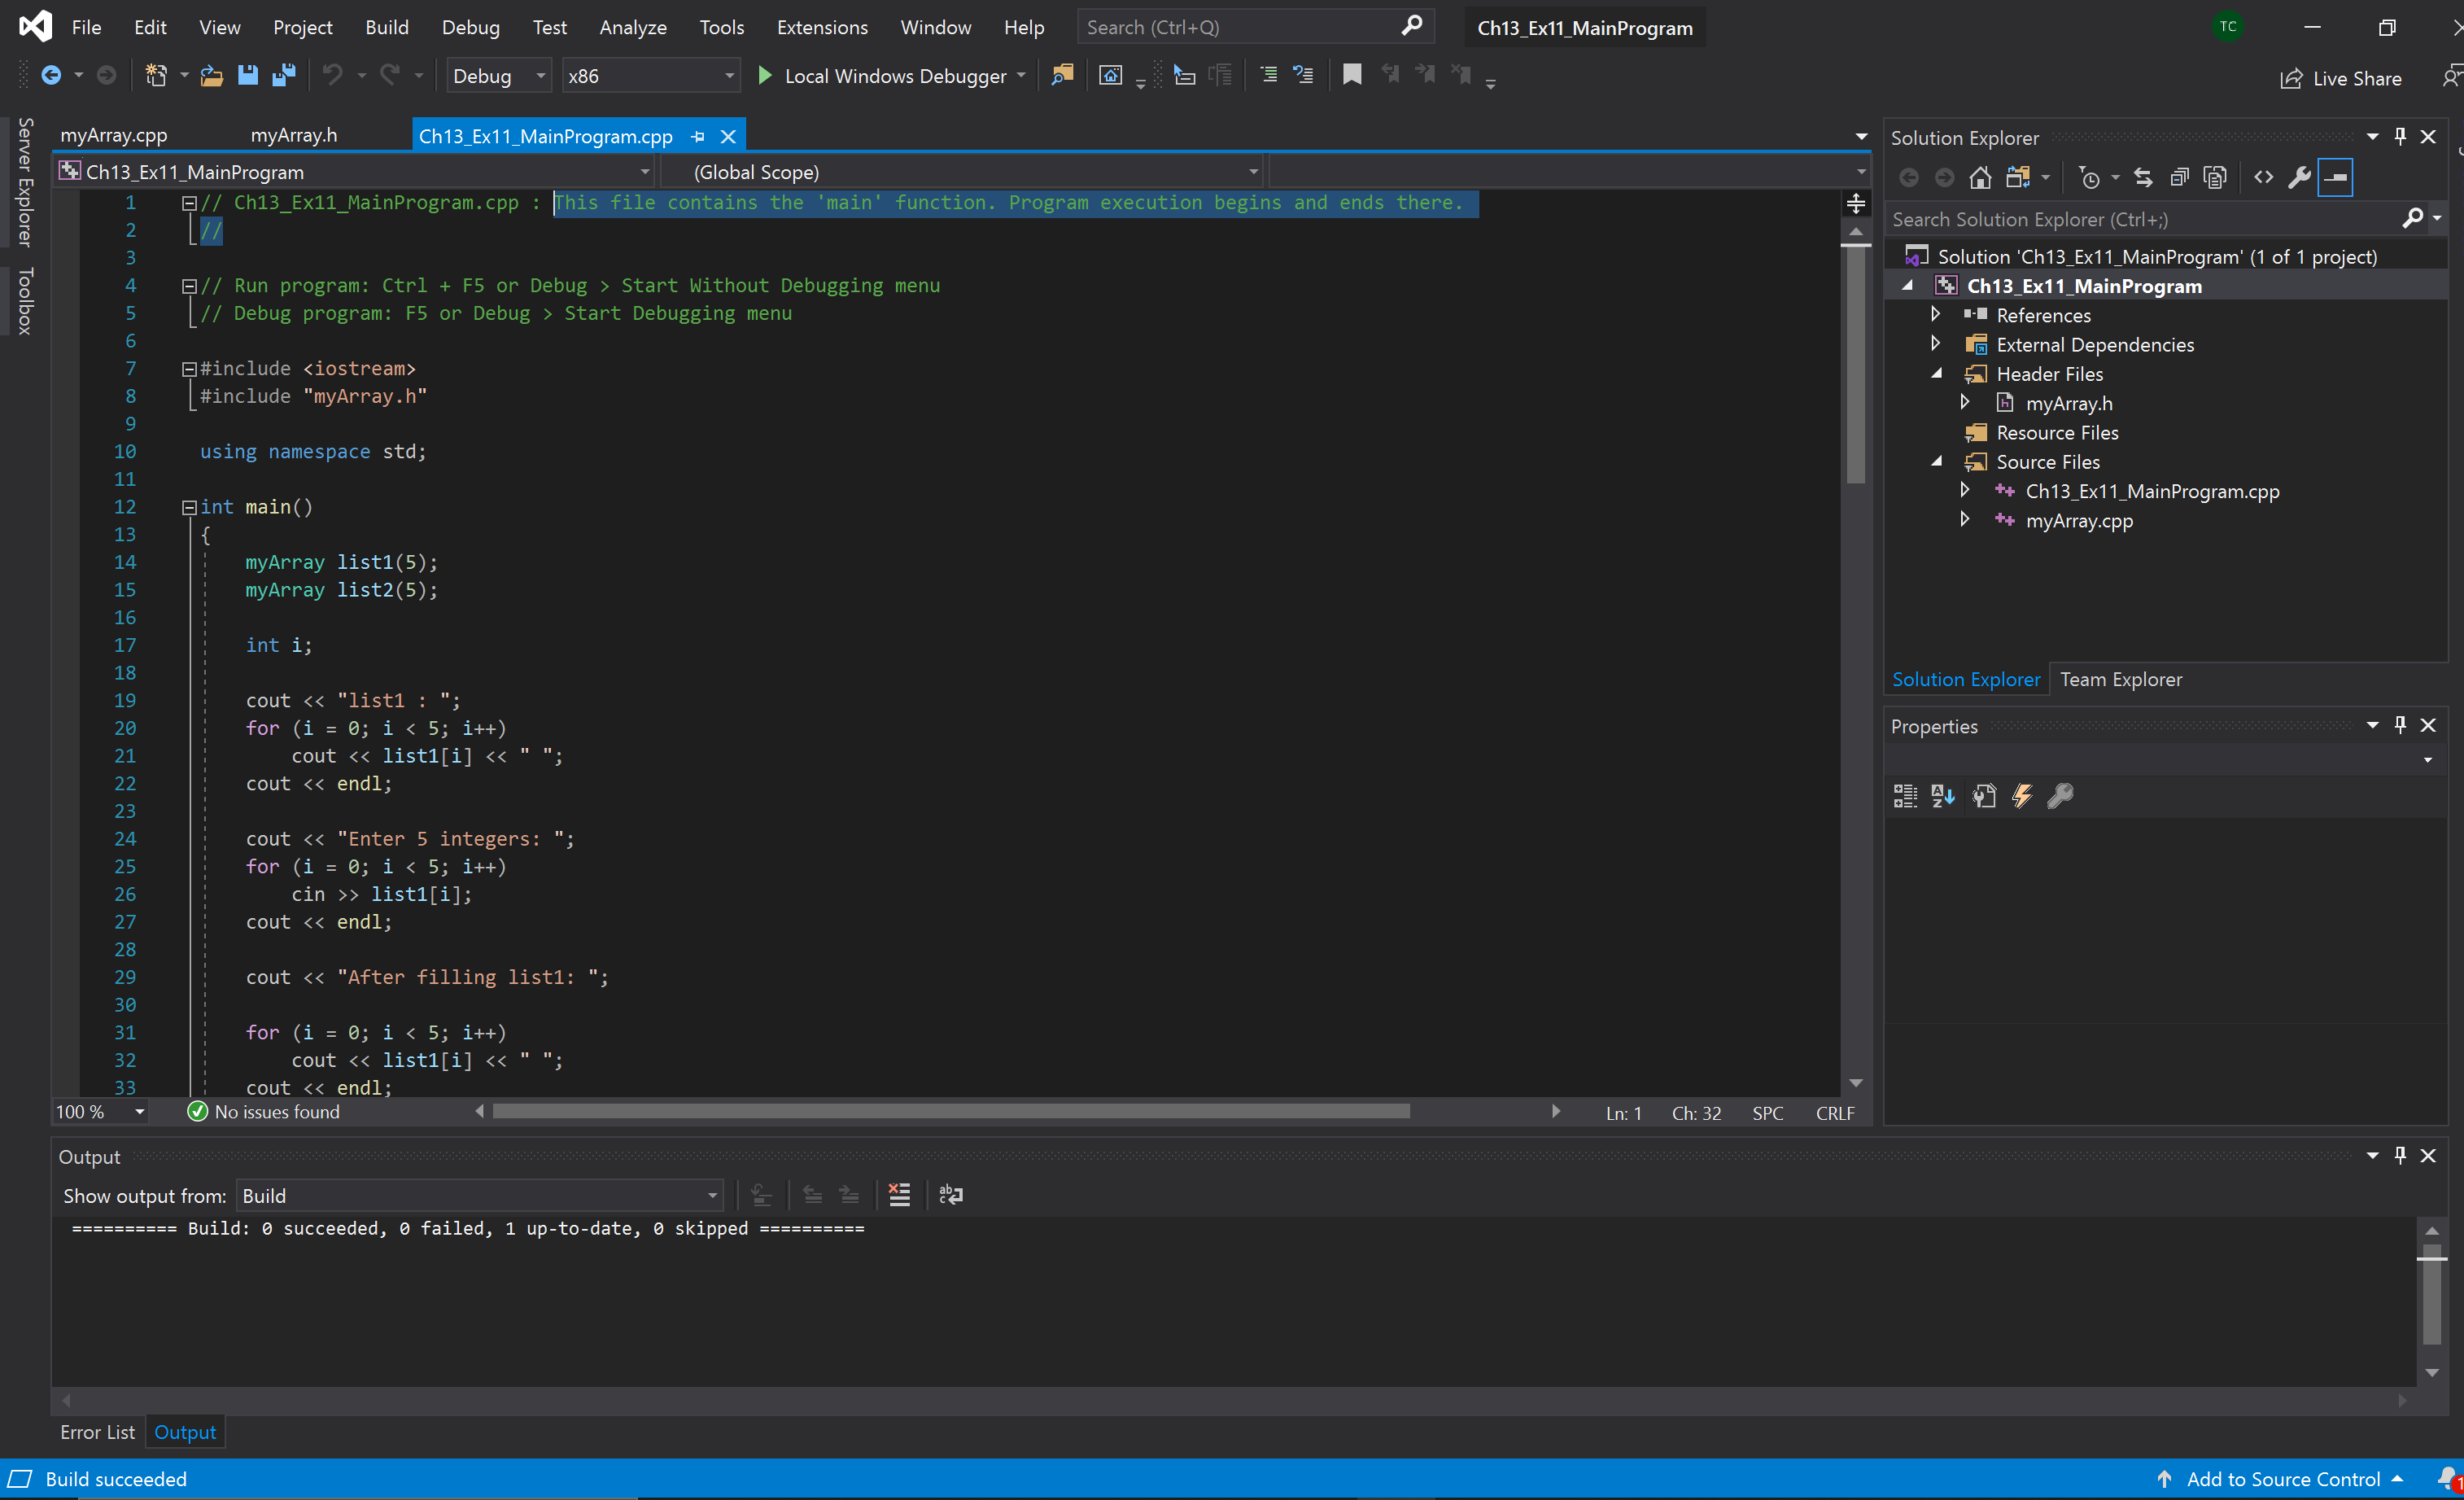 File Edit View Project Build Debug Test Analyze Tools Extensions Window Help Search (Ctrl+Q) Ch13_Ex11_MainProgram TC
Debug x86 Local Windows Debugger Live Share
Server Explorer
Toolbox
myArray.cpp myArray.h Ch13_Ex11_MainProgram.cpp
Ch13_Ex11_MainProgram (Global Scope)
1 // Ch13_Ex11_MainProgram.cpp : This file contains the 'main' function. Program execution begins and ends there.
2 //
3
4 // Run program: Ctrl + F5 or Debug > Start Without Debugging menu
5 // Debug program: F5 or Debug > Start Debugging menu
6
7 #include <iostream>
8 #include "myArray.h"
9
10 using namespace std;
11
12 int main()
13 {
14 myArray list1(5);
15 myArray list2(5);
16
17 int i;
18
19 cout << "list1 : ";
20 for (i = 0; i < 5; i++)
21 cout << list1[i] << " ";
22 cout << endl;
23
24 cout << "Enter 5 integers: ";
25 for (i = 0; i < 5; i++)
26 cin >> list1[i];
27 cout << endl;
28
29 cout << "After filling list1: ";
30
31 for (i = 0; i < 5; i++)
32 cout << list1[i] << " ";
33 cout << endl;
100 % No issues found Ln: 1 Ch: 32 SPC CRLF
Solution Explorer
Search Solution Explorer (Ctrl+;)
Solution 'Ch13_Ex11_MainProgram' (1 of 1 project)
Ch13_Ex11_MainProgram
References
External Dependencies
Header Files
myArray.h
Resource Files
Source Files
Ch13_Ex11_MainProgram.cpp
myArray.cpp
Solution Explorer Team Explorer
Properties
Output
Show output from: Build
========== Build: 0 succeeded, 0 failed, 1 up-to-date, 0 skipped ==========
Error List Output
Build succeeded Add to Source Control 1